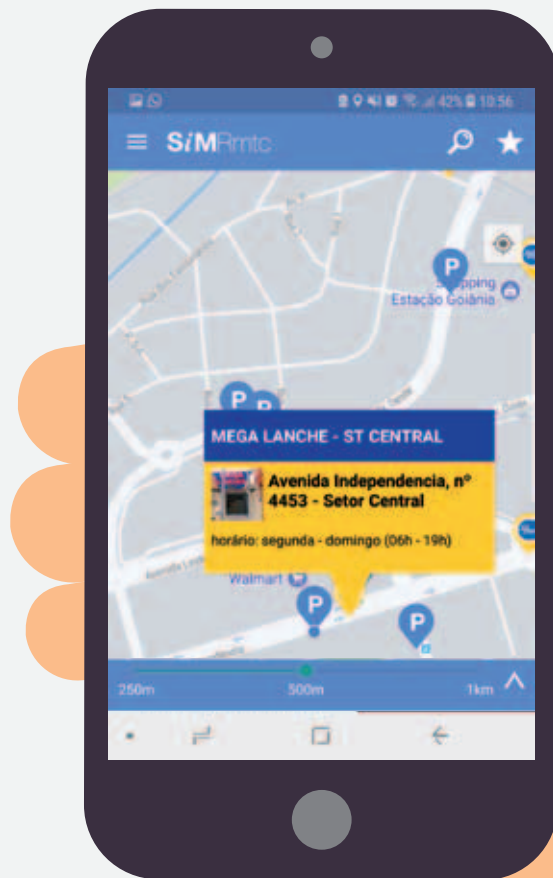 42% 10:56
SiMRmtc
P
Shopping
Estação Goiânia
P
P
MEGA LANCHE - ST CENTRAL
Avenida Independencia, nº
4453 - Setor Central
horário: segunda - domingo (06h - 19h)
Walmart
P
P
250m
500m
1km